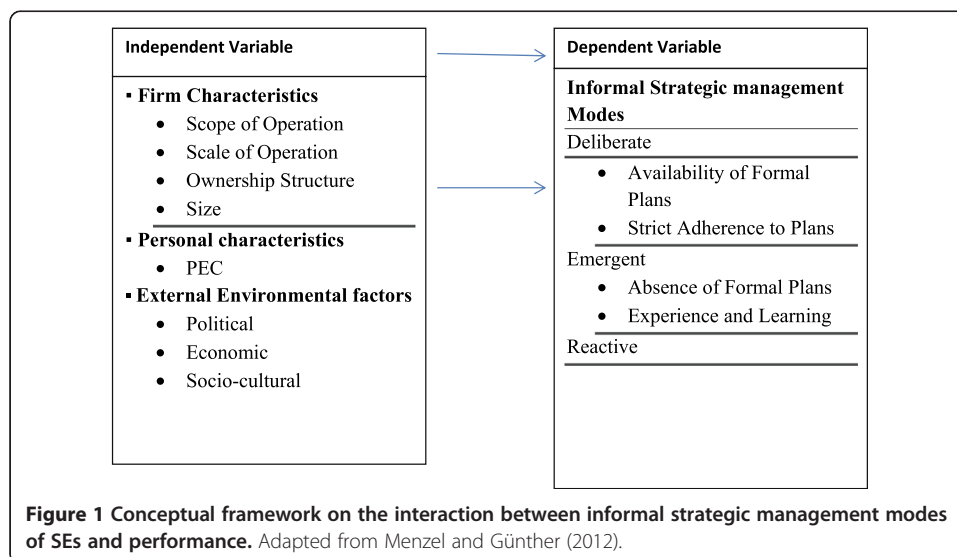 Independent Variable
▪ Firm Characteristics
• Scope of Operation
• Scale of Operation
• Ownership Structure
• Size
▪ Personal characteristics
• PEC
▪ External Environmental factors
• Political
• Economic
• Socio-cultural
Dependent Variable
Informal Strategic management
Modes
Deliberate
• Availability of Formal
Plans
• Strict Adherence to Plans
Emergent
• Absence of Formal Plans
• Experience and Learning
Reactive
Figure 1 Conceptual framework on the interaction between informal strategic management modes
of SEs and performance. Adapted from Menzel and Günther (2012).